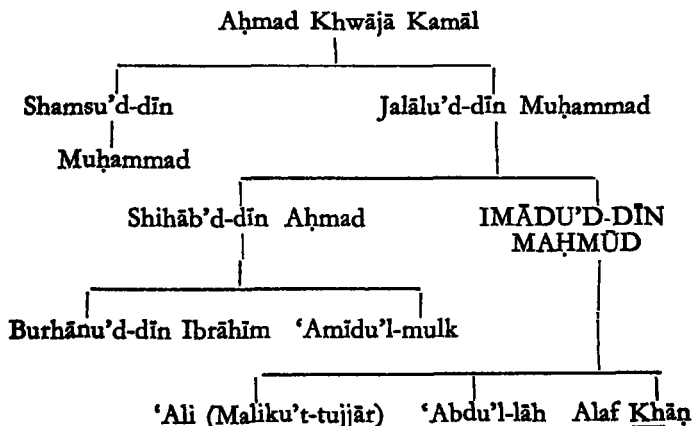 Aḥmad Khwājā Kamāl
Shamsu’d-dīn Jalālu’d-dīn Muḥammad
Muḥammad
Shihāb’d-dīn Aḥmad IMĀDU’D-DĪN
MAḤMŪD
Burhānu’d-dīn Ibrāhīm ‘Amīdu’l-mulk
‘Ali (Maliku’t-tujjār) ‘Abdu’l-lāh Alaf Khāṇ